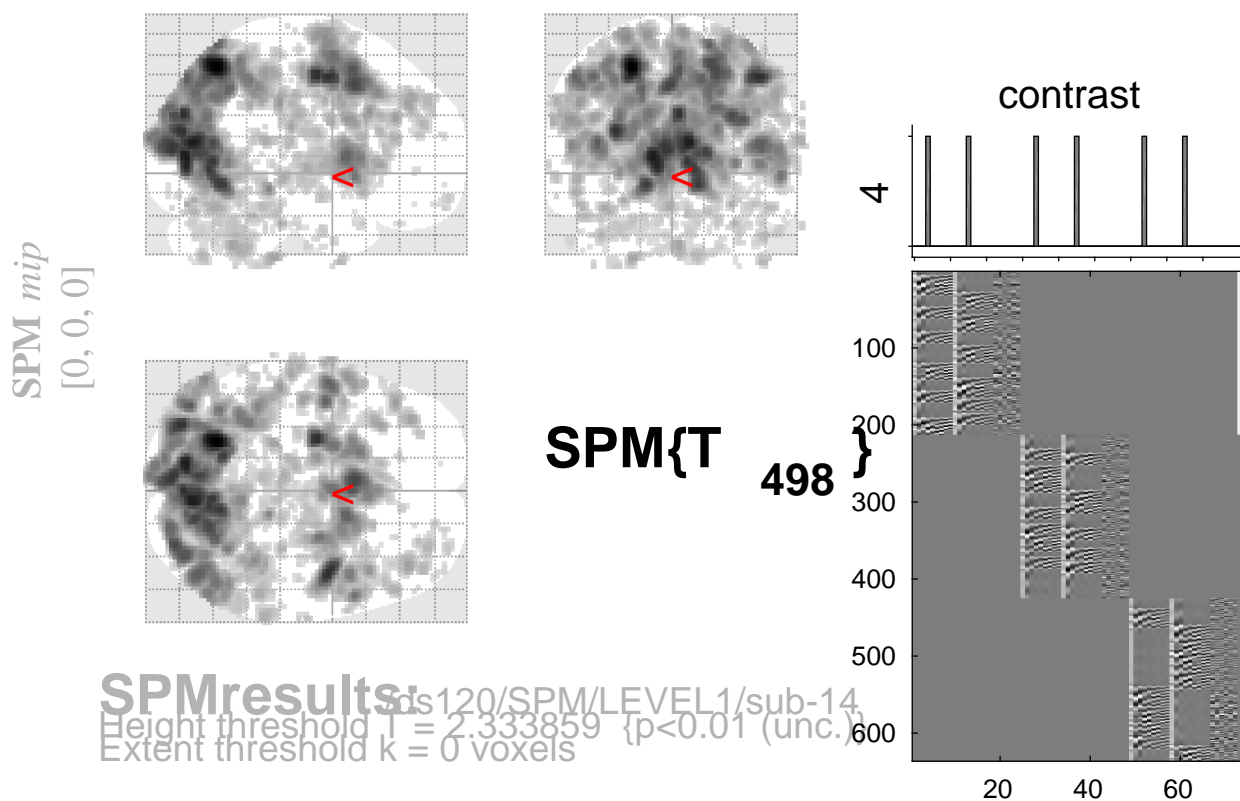 contrast
4
SPM mip
[0, 0, 0]
<
<
<
SPM{T498}
100
200
300
400
500
600
20 40 60
SPMresults: /ds120/SPM/LEVEL1/sub-14
Height threshold T = 2.333859 {p<0.01 (unc.)}
Extent threshold k = 0 voxels